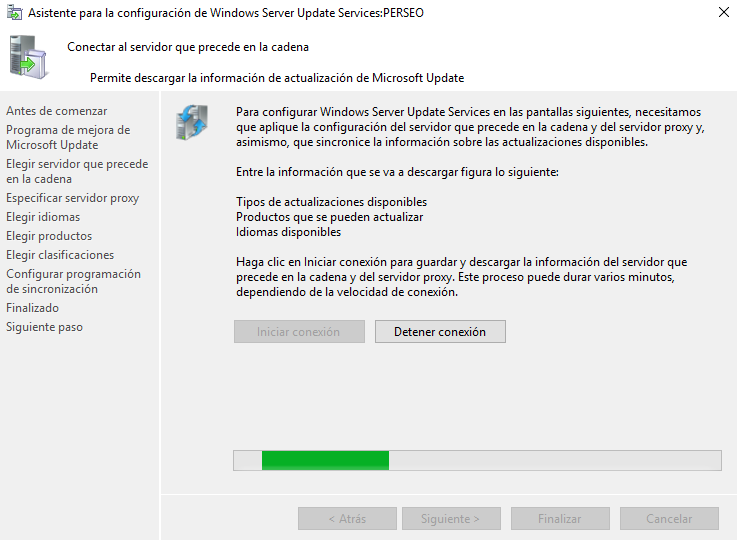 Asistente para la configuración de Windows Server Update Services:PERSEO
Conectar al servidor que precede en la cadena
Permite descargar la información de actualización de Microsoft Update
Antes de comenzar
Programa de mejora de
Microsoft Update
Elegir servidor que precede
en la cadena
Especificar servidor proxy
Elegir idiomas
Elegir productos
Elegir clasificaciones
Configurar programación
de sincronización
Finalizado
Siguiente paso
Para configurar Windows Server Update Services en las pantallas siguientes, necesitamos
que aplique la configuración del servidor que precede en la cadena y del servidor proxy y,
asimismo, que sincronice la información sobre las actualizaciones disponibles.
Entre la información que se va a descargar figura lo siguiente:
Tipos de actualizaciones disponibles
Productos que se pueden actualizar
Idiomas disponibles
Haga clic en Iniciar conexión para guardar y descargar la información del servidor que
precede en la cadena y del servidor proxy. Este proceso puede durar varios minutos,
dependiendo de la velocidad de conexión.
Iniciar conexión
Detener conexión
< Atrás
Siguiente >
Finalizar
Cancelar